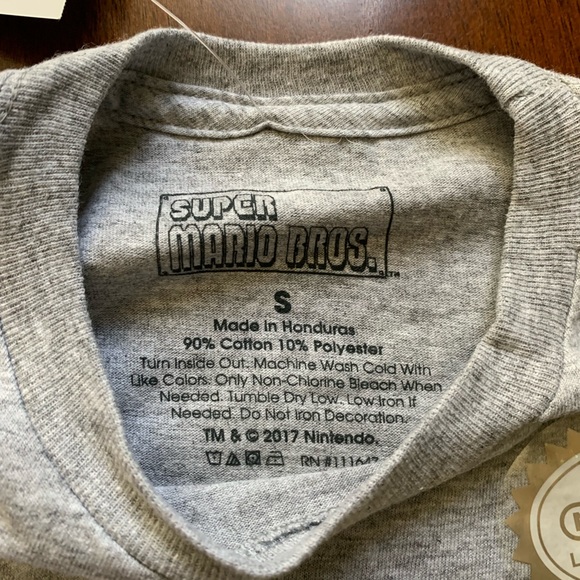 SUPER
MARIO BROS.™
S
Made in Honduras
90% Cotton 10% Polyester
Turn Inside Out. Machine Wash Cold With
Like Colors. Only Non-Chlorine Bleach When
Needed. Tumble Dry Low. Low Iron If
Needed. Do Not Iron Decoration.
TM & © 2017 Nintendo.
RN #111647